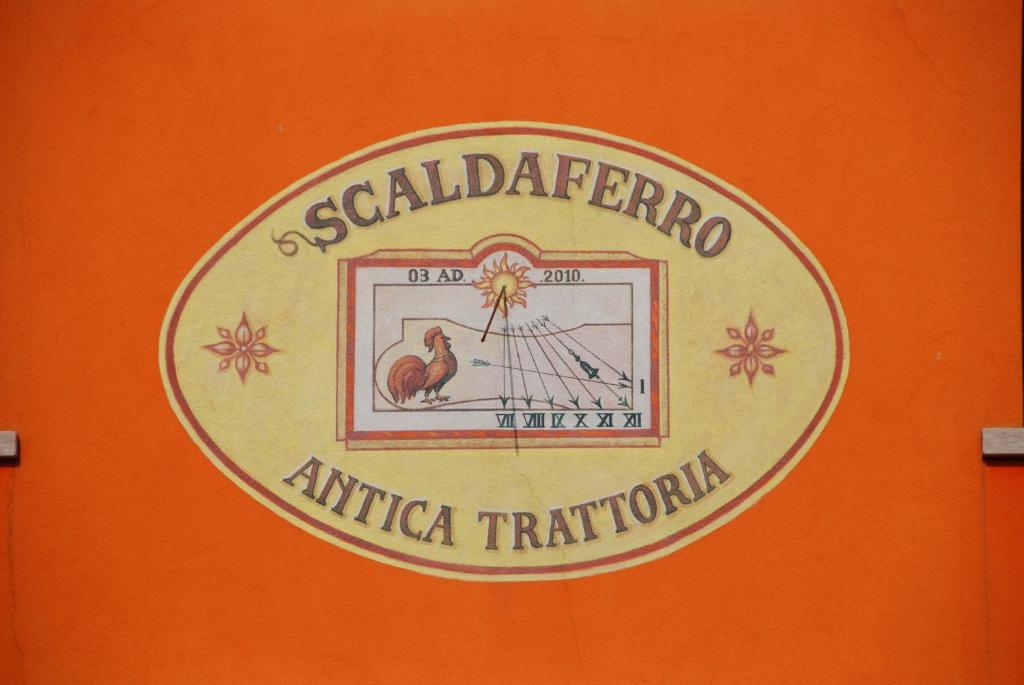 SCALDAFERRO
03 AD. .2010.
I
VII VIII IX X XI XII
ANTICA TRATTORIA